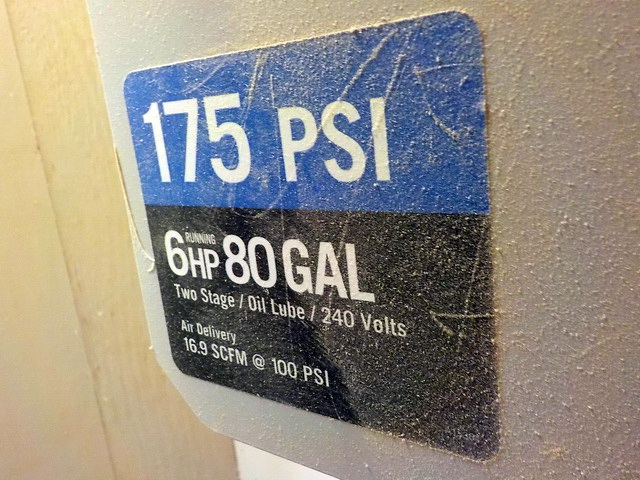 175 PSI
6 RUNNING HP 80 GAL
Two Stage / Oil Lube / 240 Volts
Air Delivery
16.9 SCFM @ 100 PSI